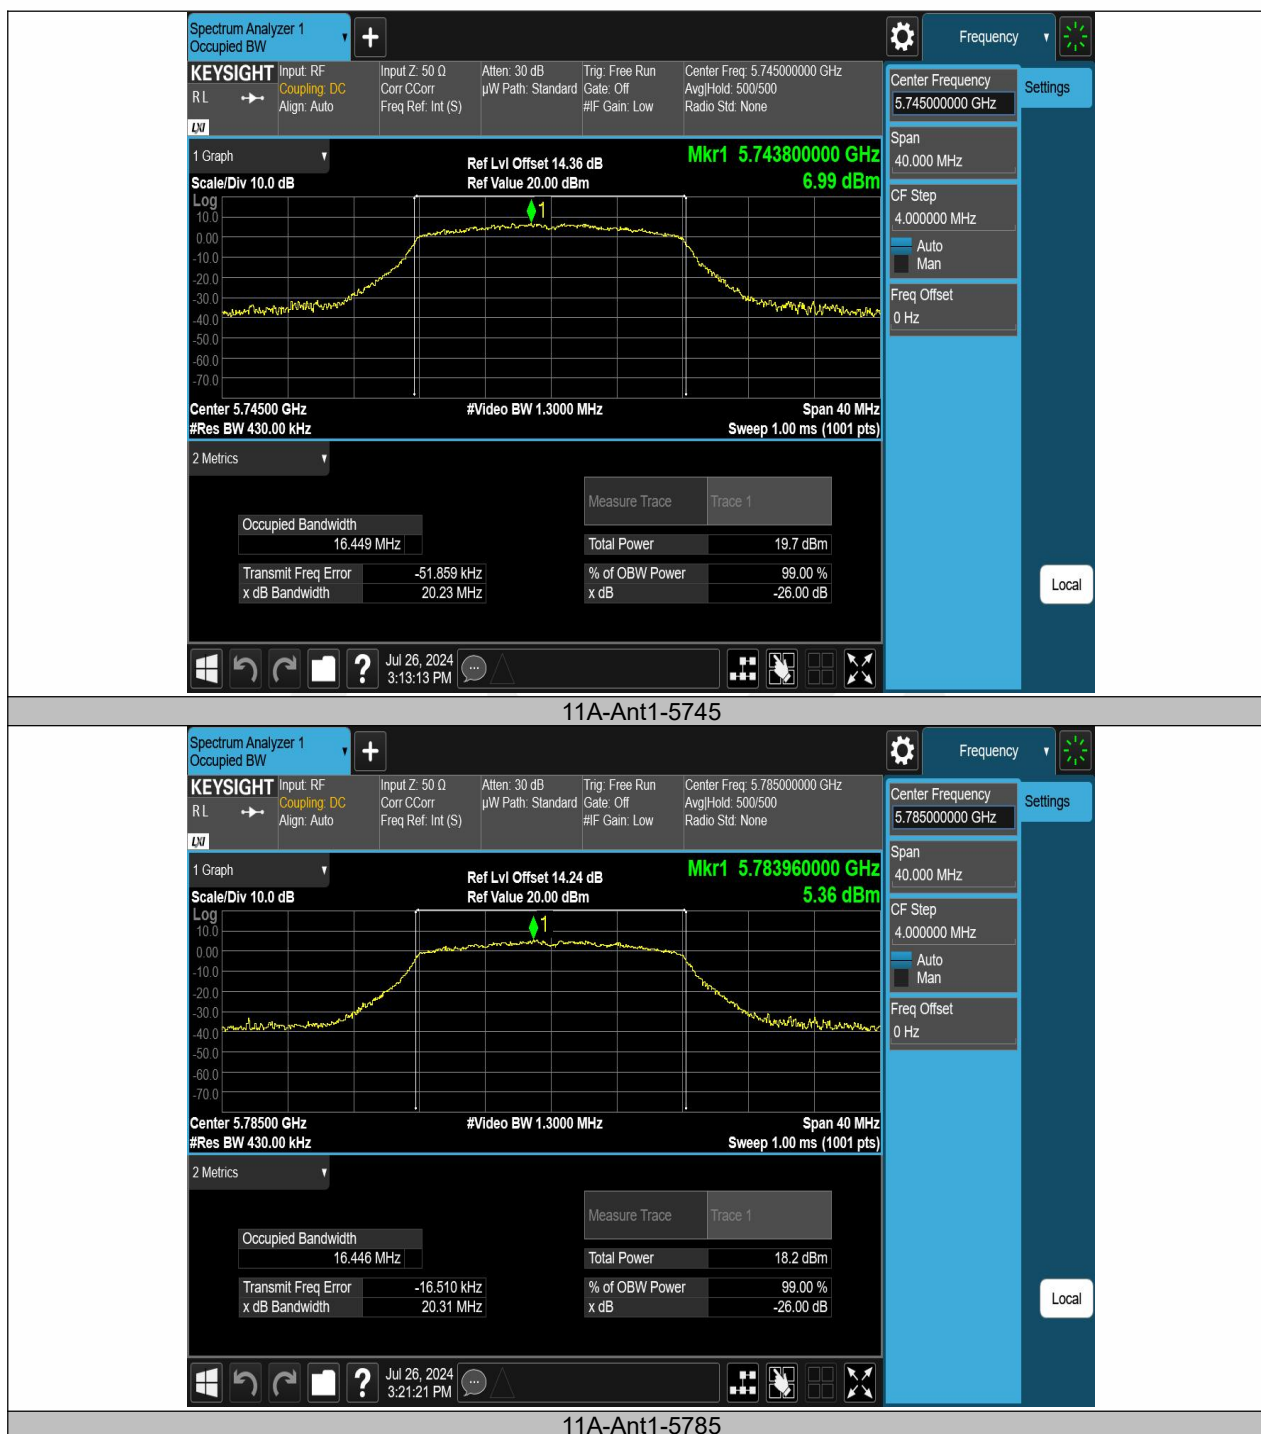 Spectrum Analyzer 1
Occupied BW
+
Frequency
KEYSIGHT
R L
LXI
Input: RF
Coupling: DC
Align: Auto
Input Z: 50 Ω
Corr CCorr
Freq Ref: Int (S)
Atten: 30 dB
µW Path: Standard
Trig: Free Run
Gate: Off
#IF Gain: Low
Center Freq: 5.745000000 GHz
Avg|Hold: 500/500
Radio Std: None
Center Frequency
5.745000000 GHz
Settings
Span
40.000 MHz
CF Step
4.000000 MHz
Auto
Man
Freq Offset
0 Hz
Local
1 Graph
Scale/Div 10.0 dB
Ref Lvl Offset 14.36 dB
Ref Value 20.00 dBm
Mkr1 5.743800000 GHz
6.99 dBm
Log
10.0
0.00
-10.0
-20.0
-30.0
-40.0
-50.0
-60.0
-70.0
1
Center 5.74500 GHz
#Res BW 430.00 kHz
#Video BW 1.3000 MHz
Span 40 MHz
Sweep 1.00 ms (1001 pts)
2 Metrics
Measure Trace Trace 1
Occupied Bandwidth
16.449 MHz
Total Power 19.7 dBm
Transmit Freq Error -51.859 kHz
% of OBW Power 99.00 %
x dB Bandwidth 20.23 MHz
x dB -26.00 dB
?
Jul 26, 2024
3:13:13 PM
11A-Ant1-5745
Spectrum Analyzer 1
Occupied BW
+
Frequency
KEYSIGHT
R L
LXI
Input: RF
Coupling: DC
Align: Auto
Input Z: 50 Ω
Corr CCorr
Freq Ref: Int (S)
Atten: 30 dB
µW Path: Standard
Trig: Free Run
Gate: Off
#IF Gain: Low
Center Freq: 5.785000000 GHz
Avg|Hold: 500/500
Radio Std: None
Center Frequency
5.785000000 GHz
Settings
Span
40.000 MHz
CF Step
4.000000 MHz
Auto
Man
Freq Offset
0 Hz
Local
1 Graph
Scale/Div 10.0 dB
Ref Lvl Offset 14.24 dB
Ref Value 20.00 dBm
Mkr1 5.783960000 GHz
5.36 dBm
Log
10.0
0.00
-10.0
-20.0
-30.0
-40.0
-50.0
-60.0
-70.0
1
Center 5.78500 GHz
#Res BW 430.00 kHz
#Video BW 1.3000 MHz
Span 40 MHz
Sweep 1.00 ms (1001 pts)
2 Metrics
Measure Trace Trace 1
Occupied Bandwidth
16.446 MHz
Total Power 18.2 dBm
Transmit Freq Error -16.510 kHz
% of OBW Power 99.00 %
x dB Bandwidth 20.31 MHz
x dB -26.00 dB
?
Jul 26, 2024
3:21:21 PM
11A-Ant1-5785